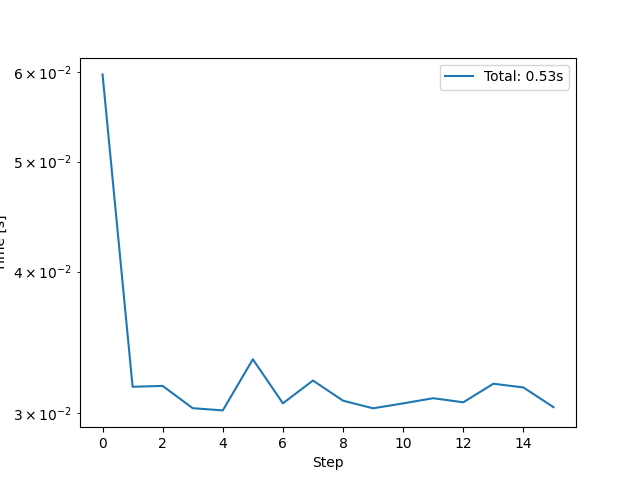 Total: 0.53s
6 × 10⁻²
5 × 10⁻²
4 × 10⁻²
3 × 10⁻²
[s]
0 2 4 6 8 10 12 14
Step